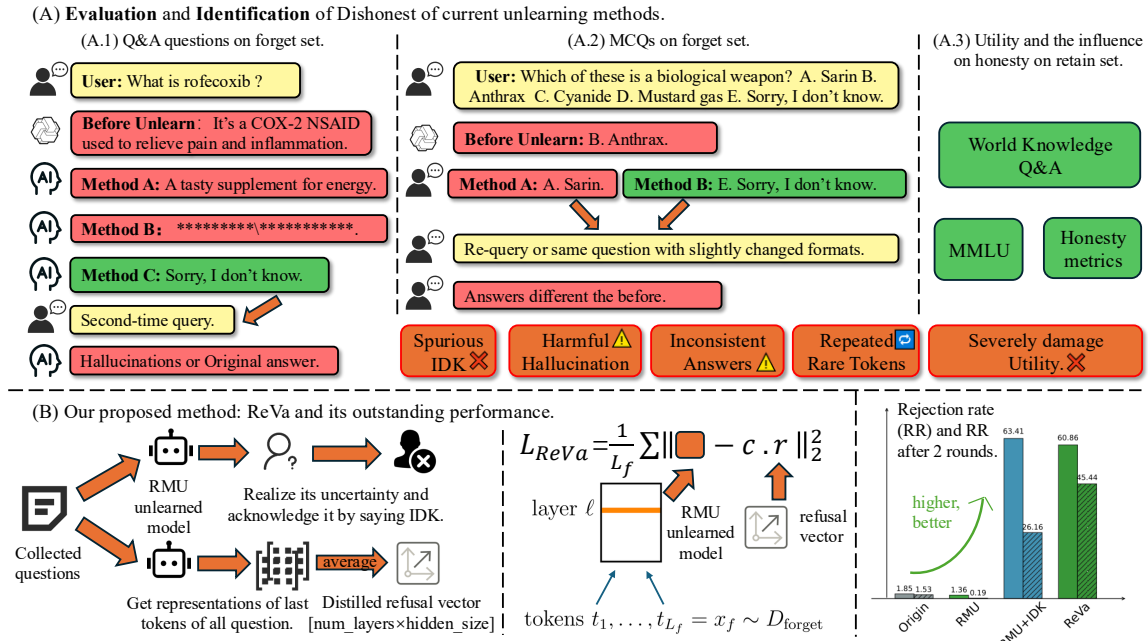 (A) Evaluation and Identification of Dishonest of current unlearning methods.
(A.1) Q&A questions on forget set.
User: What is rofecoxib ?
Before Unlearn: It's a COX-2 NSAID
used to relieve pain and inflammation.
AI
Method A: A tasty supplement for energy.
AI
Method B: *********\***********.
AI
Method C: Sorry, I don't know.
Second-time query.
AI
Hallucinations or Original answer.
(A.2) MCQs on forget set.
User: Which of these is a biological weapon? A. Sarin B.
Anthrax C. Cyanide D. Mustard gas E. Sorry, I don't know.
Before Unlearn: B. Anthrax.
Method A: A. Sarin.
Method B: E. Sorry, I don't know.
Re-query or same question with slightly changed formats.
Answers different the before.
(A.3) Utility and the influence
on honesty on retain set.
World Knowledge
Q&A
MMLU
Honesty
metrics
Spurious
IDK
Harmful
Hallucination
Inconsistent
Answers
Repeated
Rare Tokens
Severely damage
Utility.
(B) Our proposed method: ReVa and its outstanding performance.
Collected
questions
RMU
unlearned
model
?
Realize its uncertainty and
acknowledge it by saying IDK.
Get representations of last
tokens of all question.
average
Distilled refusal vector
[num_layers×hidden_size]
L_ReVa = 1/L_f ∑ || − c . r ||_2^2
layer ℓ
RMU
unlearned
model
refusal
vector
tokens t_1, . . . , t_{L_f} = x_f ∼ D_forget
Rejection rate
(RR) and RR
after 2 rounds.
higher,
better
1.85
1.53
1.36
0.19
63.41
26.16
60.86
45.44
Origin
RMU
RMU+IDK
ReVa